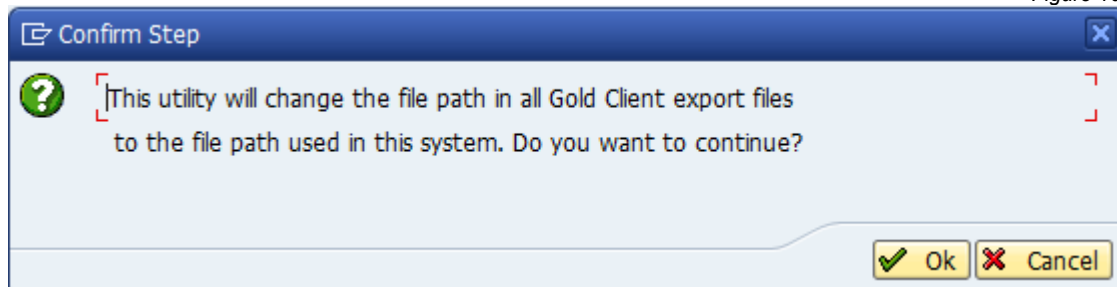 Confirm Step
This utility will change the file path in all Gold Client export files
to the file path used in this system. Do you want to continue?
Ok Cancel